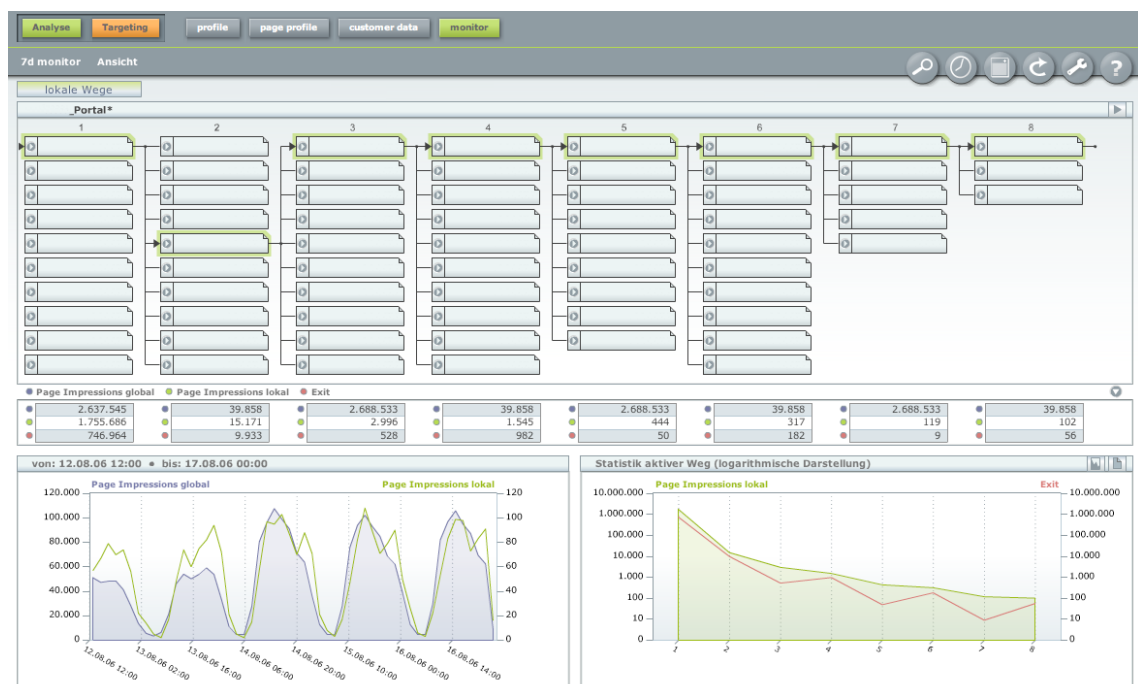 Analyse Targeting profile page profile customer data monitor
7d monitor Ansicht ?
lokale Wege
_Portal*
1 2 3 4 5 6 7 8
Page Impressions global Page Impressions lokal Exit
2.637.545 39.858 2.688.533 39.858 2.688.533 39.858 2.688.533 39.858
1.755.686 15.171 2.996 1.545 444 317 119 102
746.964 9.933 528 982 50 182 9 56
von: 12.08.06 12:00 • bis: 17.08.06 00:00
Page Impressions global Page Impressions lokal
120.000 120
100.000 100
80.000 80
60.000 60
40.000 40
20.000 20
0 0
12.08.06 12:00 13.08.06 02:00 13.08.06 16:00 14.08.06 06:00 14.08.06 20:00 15.08.06 10:00 16.08.06 00:00 16.08.06 14:00
Statistik aktiver Weg (logarithmische Darstellung)
Page Impressions lokal Exit
10.000.000 10.000.000
1.000.000 1.000.000
100.000 100.000
10.000 10.000
1.000 1.000
100 100
10 10
0 0
1 2 3 4 5 6 7 8